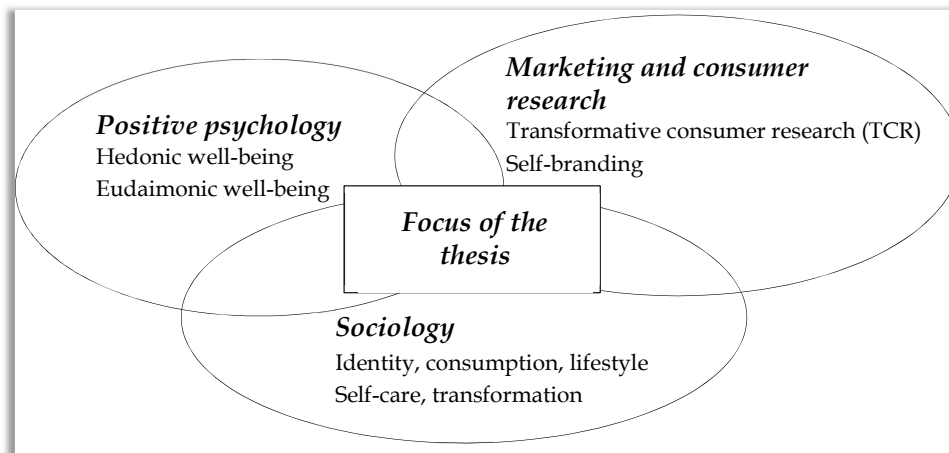 Positive psychology
Hedonic well-being
Eudaimonic well-being
Marketing and consumer
research
Transformative consumer research (TCR)
Self-branding
Focus of the
thesis
Sociology
Identity, consumption, lifestyle
Self-care, transformation